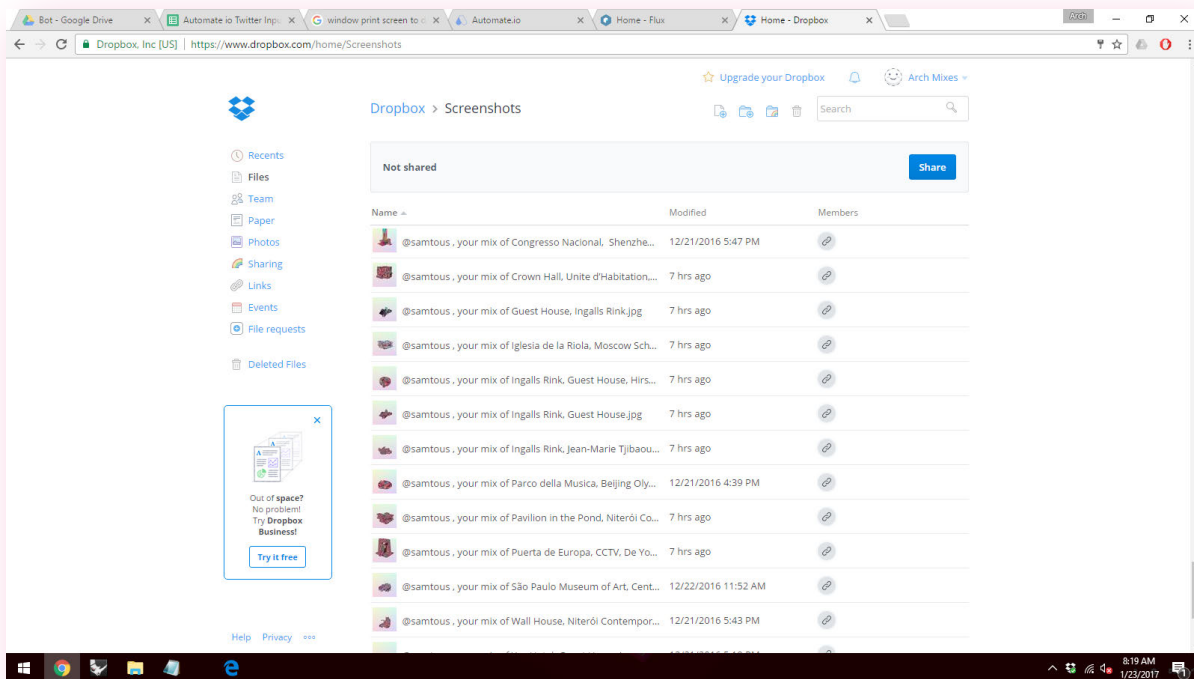 Bot - Google Drive
Automate io Twitter Inpu
window print screen to d
Automate.io
Home - Flux
Home - Dropbox
Arch
Dropbox, Inc [US] | https://www.dropbox.com/home/Screenshots
Upgrade your Dropbox
Arch Mixes
Dropbox > Screenshots
Search
Recents
Files
Team
Paper
Photos
Sharing
Links
Events
File requests
Deleted Files
Not shared
Share
Name Modified Members
@samtous , your mix of Congresso Nacional, Shenzhe... 12/21/2016 5:47 PM
@samtous , your mix of Crown Hall, Unite d'Habitation,... 7 hrs ago
@samtous , your mix of Guest House, Ingalls Rink.jpg 7 hrs ago
@samtous , your mix of Iglesia de la Riola, Moscow Sch... 7 hrs ago
@samtous , your mix of Ingalls Rink, Guest House, Hirs... 7 hrs ago
@samtous , your mix of Ingalls Rink, Guest House.jpg 7 hrs ago
@samtous , your mix of Ingalls Rink, Jean-Marie Tjibaou... 7 hrs ago
@samtous , your mix of Parco della Musica, Beijing Oly... 12/21/2016 4:39 PM
@samtous , your mix of Pavilion in the Pond, Niterói Co... 7 hrs ago
@samtous , your mix of Puerta de Europa, CCTV, De Yo... 7 hrs ago
@samtous , your mix of São Paulo Museum of Art, Cent... 12/22/2016 11:52 AM
@samtous , your mix of Wall House, Niterói Contempor... 12/21/2016 5:43 PM
Out of space?
No problem!
Try Dropbox
Business!
Try it free
Help Privacy
8:19 AM
1/23/2017